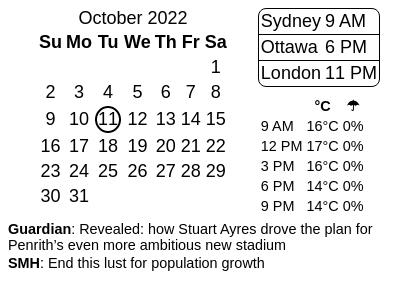 October 2022
Su Mo Tu We Th Fr Sa
1
2 3 4 5 6 7 8
9 10 11 12 13 14 15
16 17 18 19 20 21 22
23 24 25 26 27 28 29
30 31
Sydney 9 AM
Ottawa 6 PM
London 11 PM
°C ☂
9 AM 16°C 0%
12 PM 17°C 0%
3 PM 16°C 0%
6 PM 14°C 0%
9 PM 14°C 0%
Guardian: Revealed: how Stuart Ayres drove the plan for
Penrith’s even more ambitious new stadium
SMH: End this lust for population growth